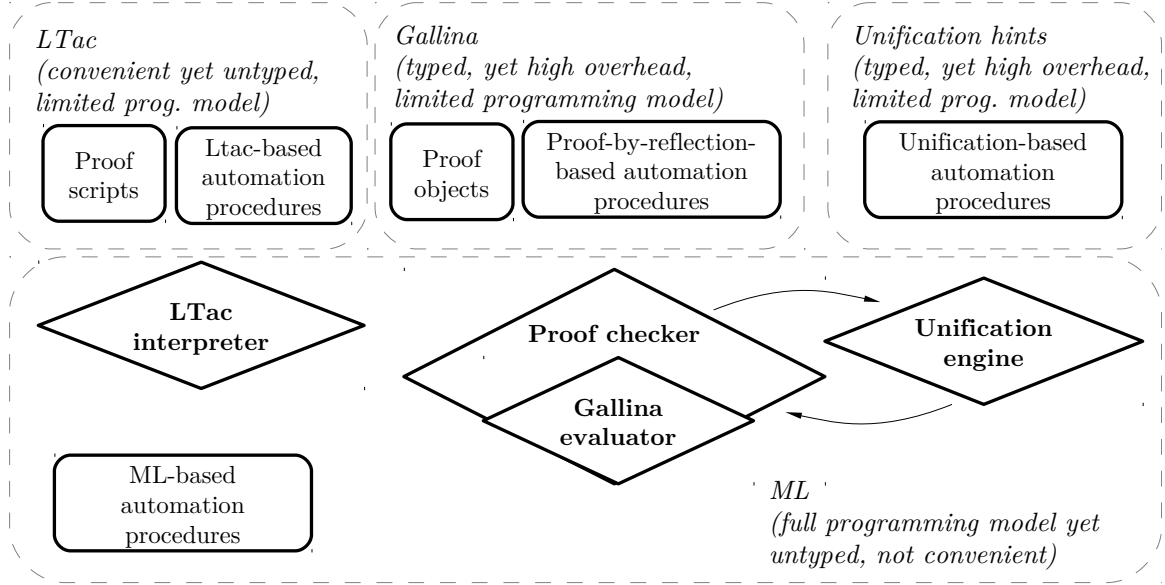 LTac
(convenient yet untyped,
limited prog. model)
Proof
scripts
Ltac-based
automation
procedures
Gallina
(typed, yet high overhead,
limited programming model)
Proof
objects
Proof-by-reflection-
based automation
procedures
Unification hints
(typed, yet high overhead,
limited prog. model)
Unification-based
automation
procedures
LTac
interpreter
Proof checker
Gallina
evaluator
Unification
engine
ML-based
automation
procedures
ML
(full programming model yet
untyped, not convenient)